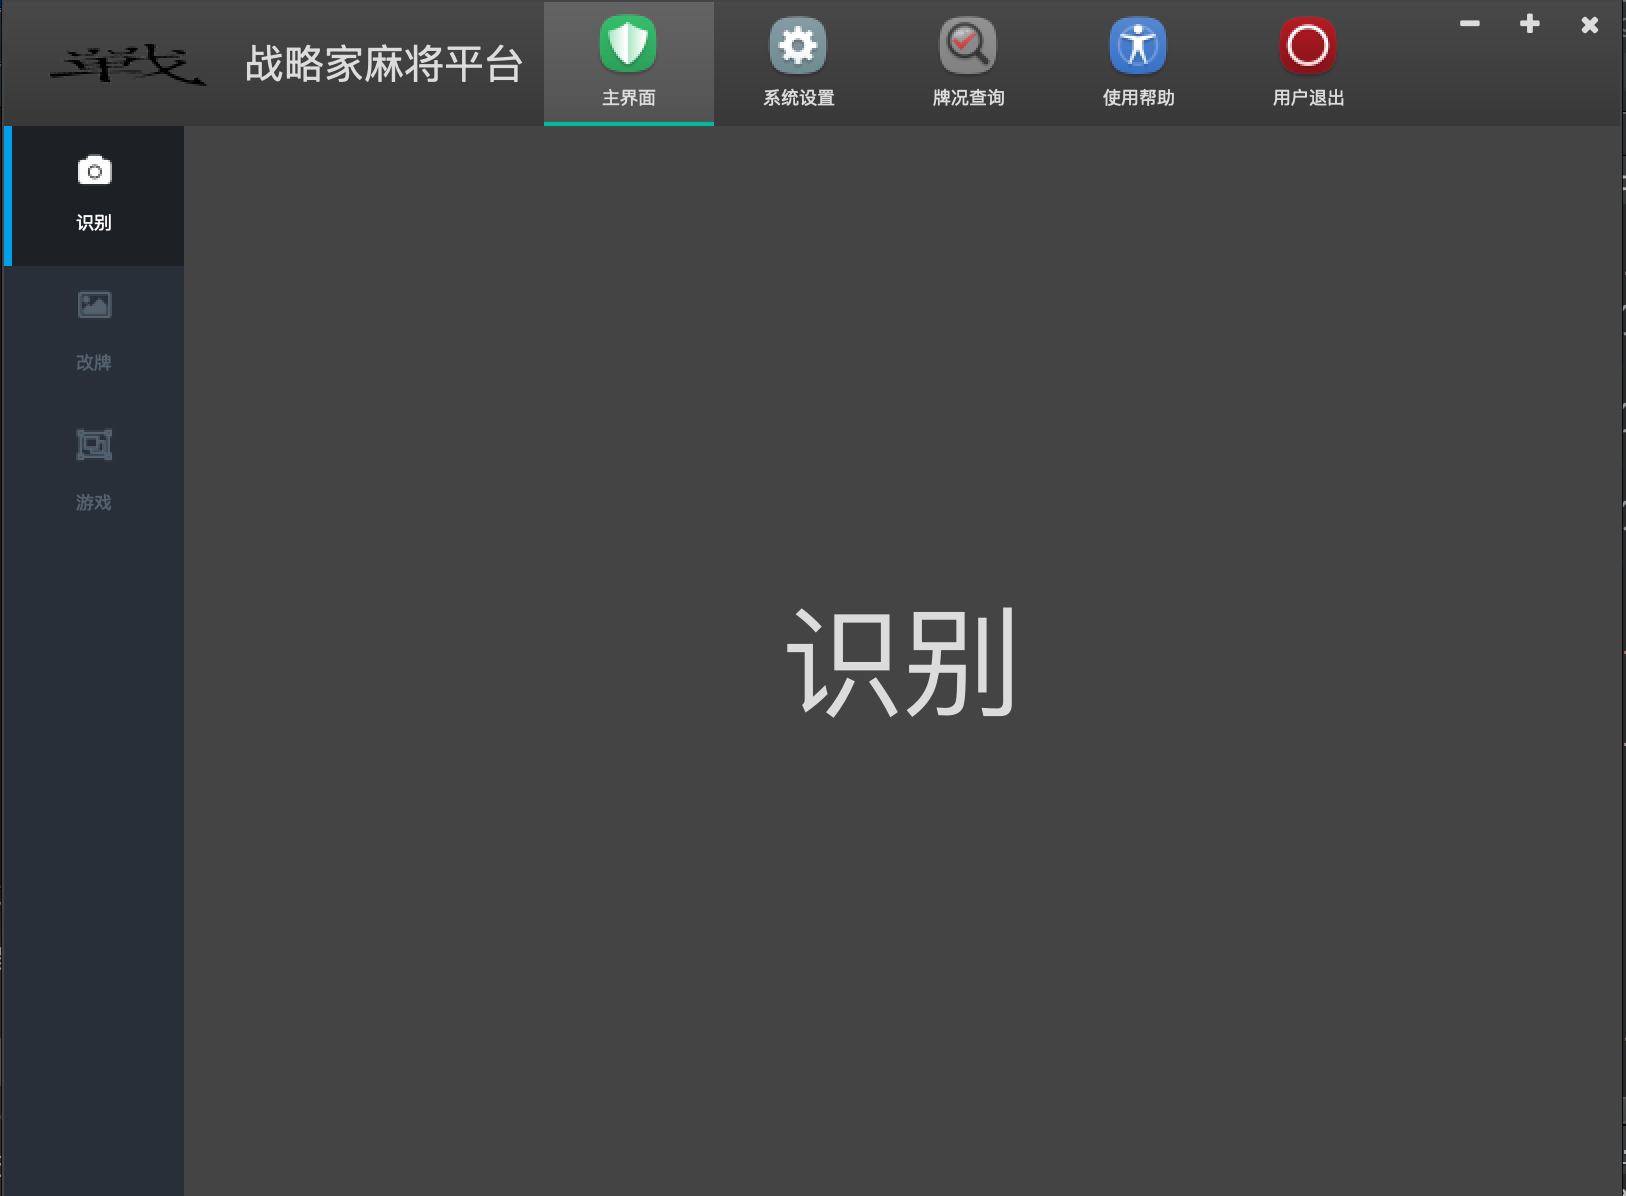 戦 战略家麻将平台
主界面 系统设置 牌况查询 使用帮助 用户退出
识别
改牌
游戏
识别